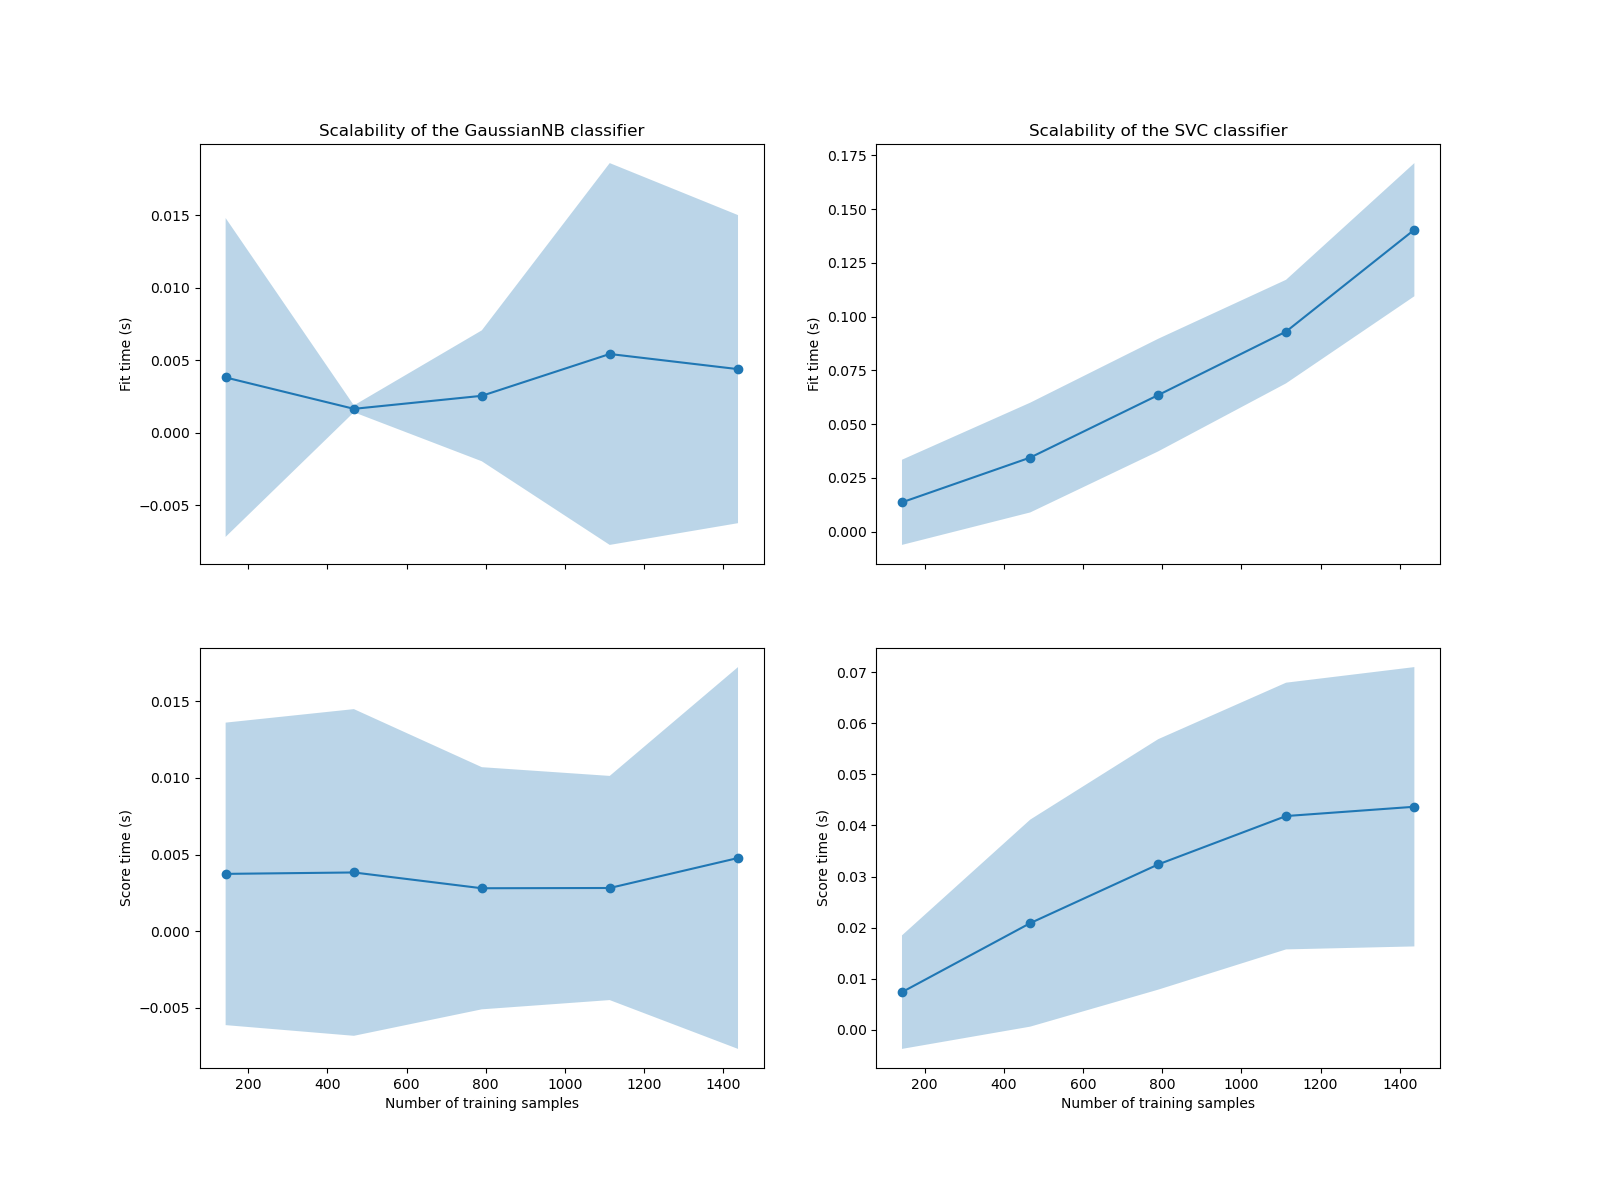 Scalability of the GaussianNB classifier
Fit time (s)
0.015
0.010
0.005
0.000
−0.005
Scalability of the SVC classifier
Fit time (s)
0.175
0.150
0.125
0.100
0.075
0.050
0.025
0.000
Score time (s)
0.015
0.010
0.005
0.000
−0.005
200 400 600 800 1000 1200 1400
Number of training samples
Score time (s)
0.07
0.06
0.05
0.04
0.03
0.02
0.01
0.00
200 400 600 800 1000 1200 1400
Number of training samples